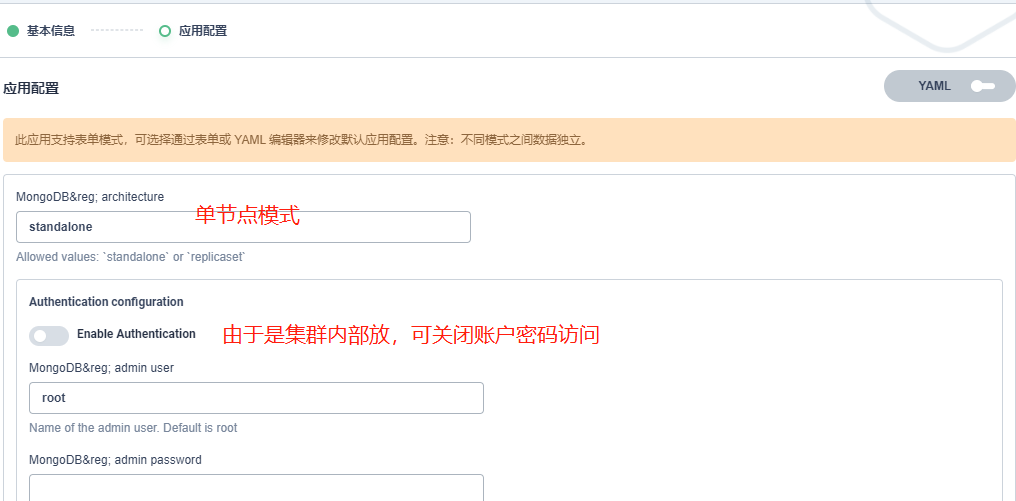 基本信息
应用配置
应用配置
YAML
此应用支持表单模式，可选择通过表单或 YAML 编辑器来修改默认应用配置。注意：不同模式之间数据独立。
MongoDB&reg; architecture
单节点模式
standalone
Allowed values: `standalone` or `replicaset`
Authentication configuration
Enable Authentication
由于是集群内部放，可关闭账户密码访问
MongoDB&reg; admin user
root
Name of the admin user. Default is root
MongoDB&reg; admin password